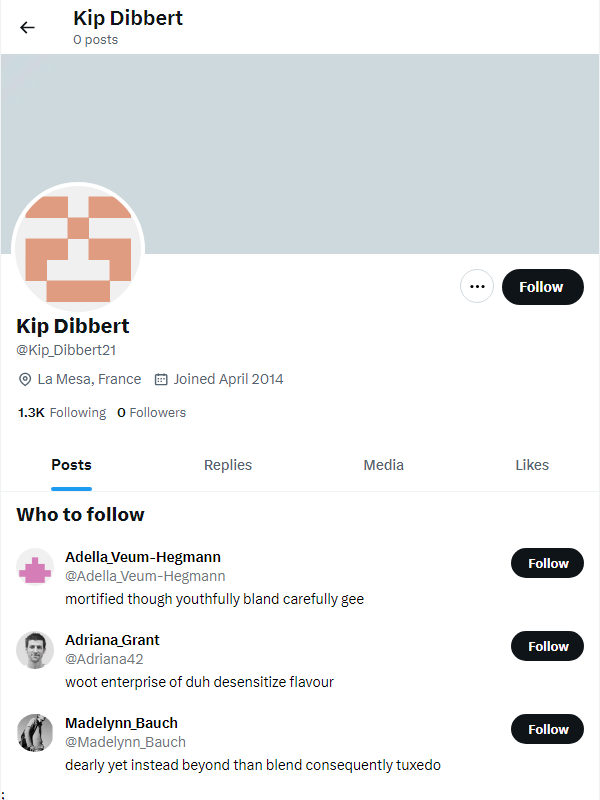 Kip Dibbert
0 posts
Follow
Kip Dibbert
@Kip_Dibbert21
La Mesa, France Joined April 2014
1.3K Following 0 Followers
Posts Replies Media Likes
Who to follow
Adella_Veum-Hegmann
@Adella_Veum-Hegmann
Follow
mortified though youthfully bland carefully gee
Adriana_Grant
@Adriana42
Follow
woot enterprise of duh desensitize flavour
Madelynn_Bauch
@Madelynn_Bauch
Follow
dearly yet instead beyond than blend consequently tuxedo
;